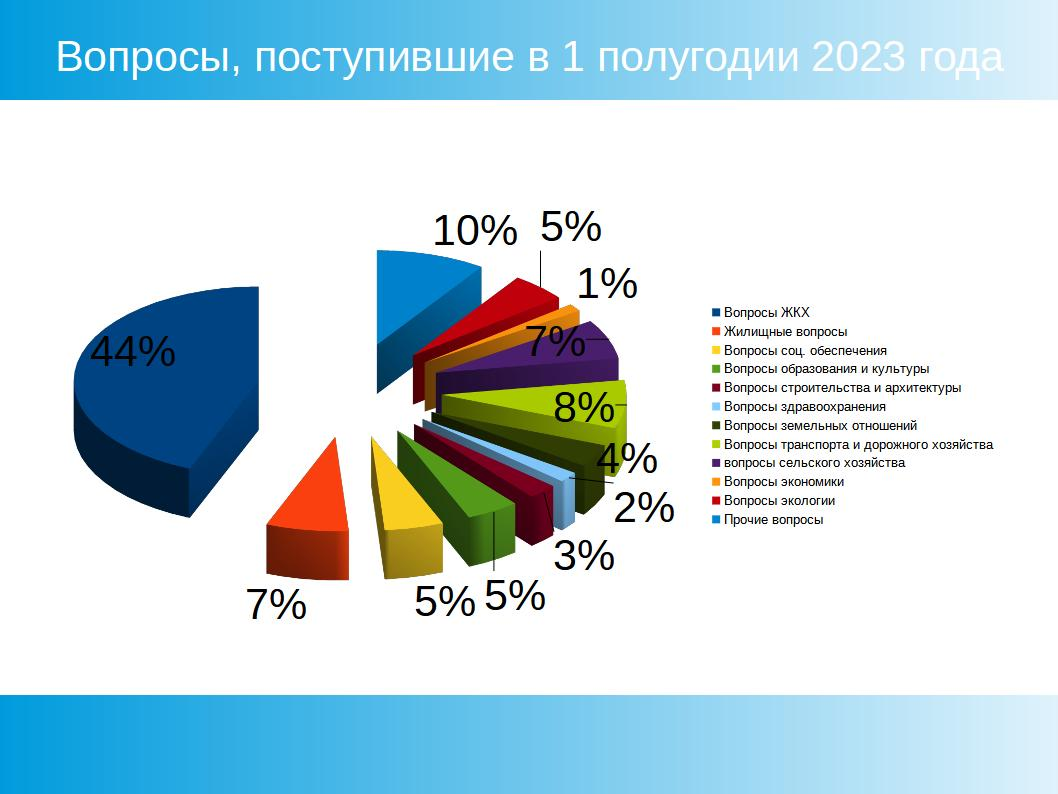 Вопросы, поступившие в 1 полугодии 2023 года
10%
5%
1%
7%
44%
8%
4%
2%
3%
5%
5%
7%
Вопросы ЖКХ
Жилищные вопросы
Вопросы соц. обеспечения
Вопросы образования и культуры
Вопросы строительства и архитектуры
Вопросы здравоохранения
Вопросы земельных отношений
Вопросы транспорта и дорожного хозяйства
вопросы сельского хозяйства
Вопросы экономики
Вопросы экологии
Прочие вопросы